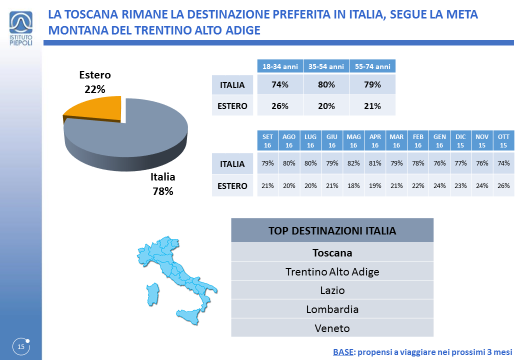 LA TOSCANA RIMANE LA DESTINAZIONE PREFERITA IN ITALIA, SEGUE LA META
MONTANA DEL TRENTINO ALTO ADIGE
ISTITUTO
PIEPOLI
Estero
22%
Italia
78%
18-34 anni 35-54 anni 55-74 anni
ITALIA 74% 80% 79%
ESTERO 26% 20% 21%
SET 16 AGO 16 LUG 16 GIU 16 MAG 16 APR 16 MAR 16 FEB 16 GEN 16 DIC 15 NOV 15 OTT 15
ITALIA 79% 80% 80% 79% 82% 81% 79% 78% 76% 77% 76% 74%
ESTERO 21% 20% 20% 21% 18% 19% 21% 22% 24% 23% 24% 26%
TOP DESTINAZIONI ITALIA
Toscana
Trentino Alto Adige
Lazio
Lombardia
Veneto
15
BASE: propensi a viaggiare nei prossimi 3 mesi